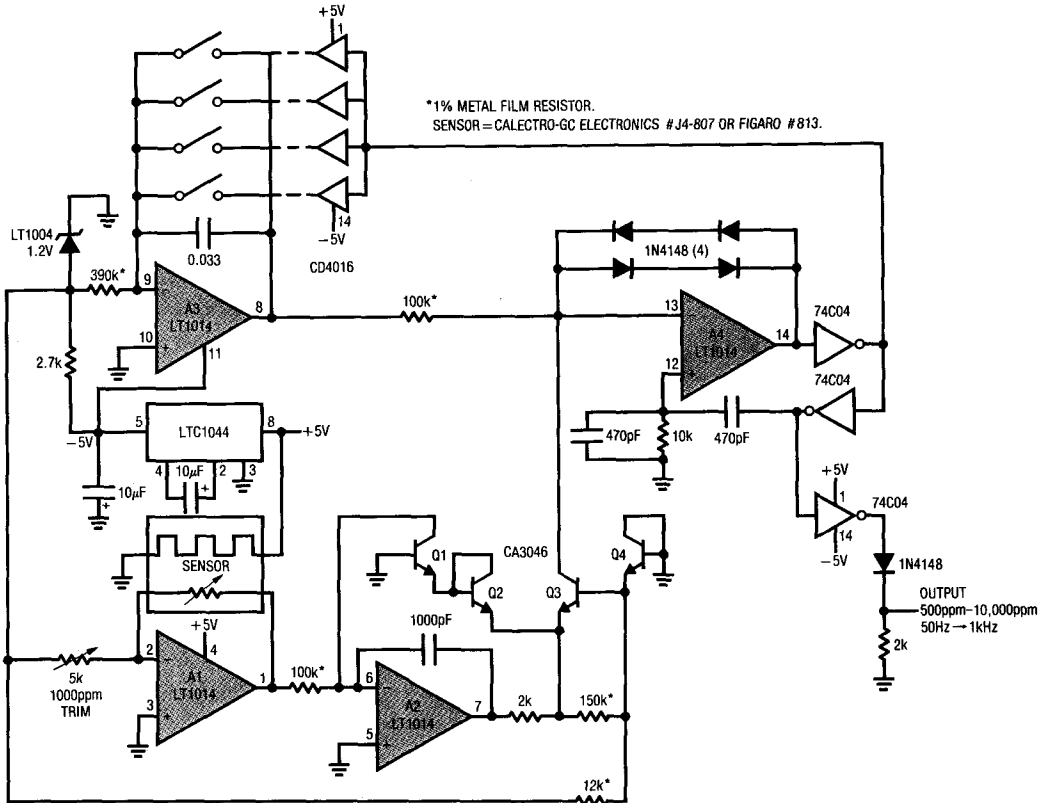 +5V
1
*1% METAL FILM RESISTOR.
SENSOR=CALECTRO-GC ELECTRONICS #J4-807 OR FIGARO #813.
14
-5V
LT1004
1.2V
0.033
CD4016
1N4148 (4)
390k*
9
A3
LT1014
8
100k*
13
A4
LT1014
14
74C04
10
11
12
74C04
2.7k
-5V
5
LTC1044
8
+5V
470pF
10k
470pF
4
10μF
2
3
+
10μF
+
+5V
1
74C04
14
-5V
SENSOR
Q1
CA3046
Q4
1N4148
Q2
Q3
OUTPUT
500ppm-10,000ppm
50Hz→1kHz
+5V
4
1000pF
2k
2
A1
LT1014
1
100k*
6
A2
LT1014
7
2k
150k*
5k
1000ppm
TRIM
3
5
12k*